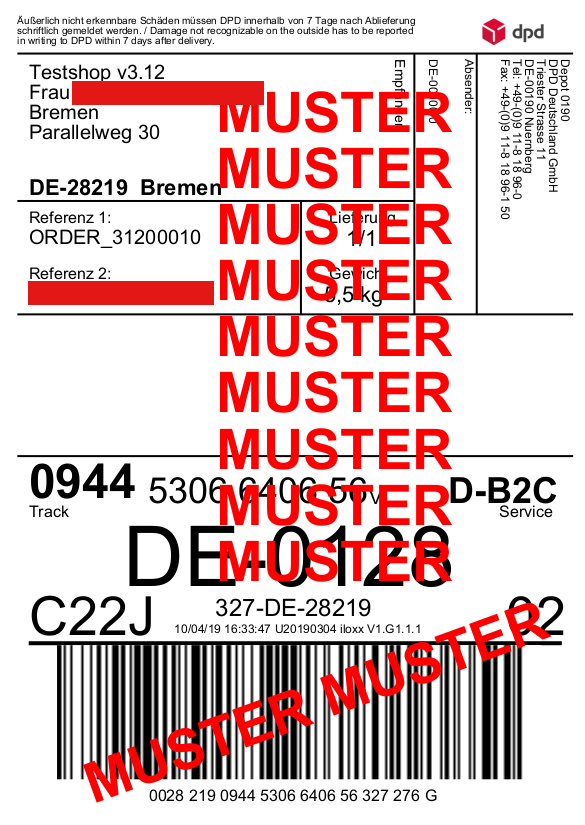 Äußerlich nicht erkennbare Schäden müssen DPD innerhalb von 7 Tage nach Ablieferung
schriftlich gemeldet werden. / Damage not recognizable on the outside has to be reported
in writing to DPD within 7 days after delivery.
dpd
Testshop v3.12
Frau
Bremen
Parallelweg 30
DE-28219 Bremen
Empfänger
Absender:
Depot 0190
DPD Deutschland GmbH
Triester Strasse 11
DE-00190 Nuernberg
Tel: +49-(0)9 11-8 18 96-0
Fax: +49-(0)9 11-8 18 96-1 50
Referenz 1:
ORDER_31200010
Lieferung
1/1
Referenz 2:
Gewicht
5,5 kg
MUSTER
MUSTER
MUSTER
MUSTER
MUSTER
MUSTER
MUSTER
MUSTER
MUSTER
0944 5306 6406 56 V
D-B2C
Track
Service
DE-0128
C22J
327-DE-28219
02
10/04/19 16:33:47 U20190304 iloxx V1.G1.1.1
MUSTER MUSTER
0028 219 0944 5306 6406 56 327 276 G